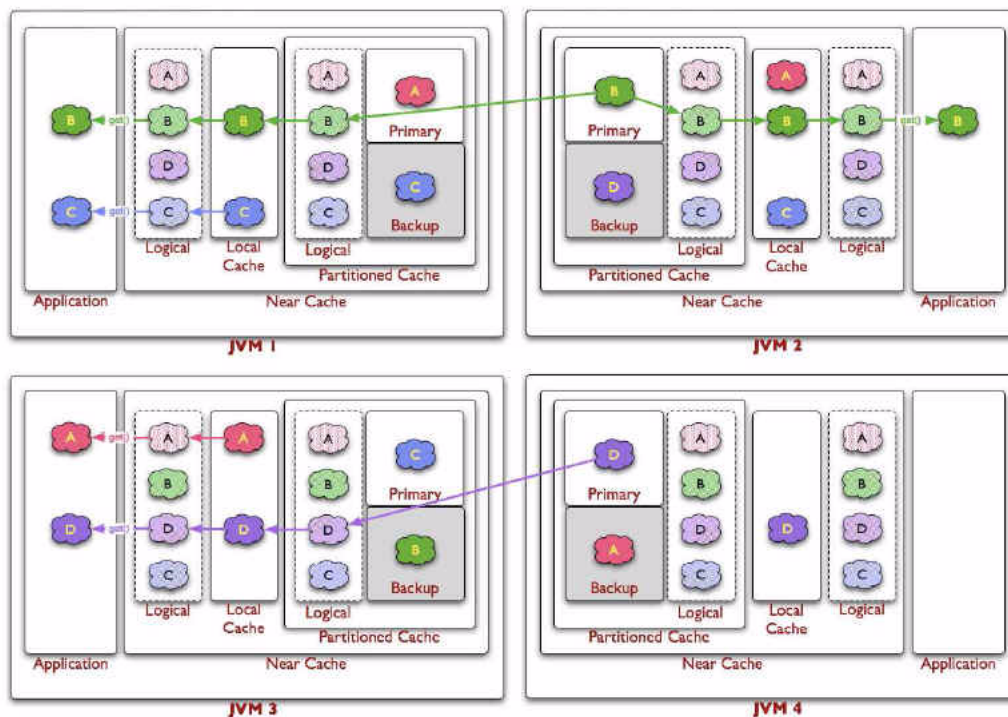 A
B
D
C
A
B
D
C
A
C
B
C
B
C
get()
get()
Primary
Backup
Logical
Local
Cache
Logical
Partitioned Cache
Application
Near Cache
JVM 1
B
D
A
B
D
C
A
B
C
A
B
D
C
B
get()
Primary
Backup
Logical
Local
Cache
Logical
Partitioned Cache
Near Cache
Application
JVM 2
A
D
get()
get()
A
B
D
C
A
D
A
B
D
C
C
B
Primary
Backup
Logical
Local
Cache
Logical
Partitioned Cache
Application
Near Cache
JVM 3
D
A
A
B
D
C
D
A
B
D
C
Primary
Backup
Logical
Local
Cache
Logical
Partitioned Cache
Near Cache
Application
JVM 4